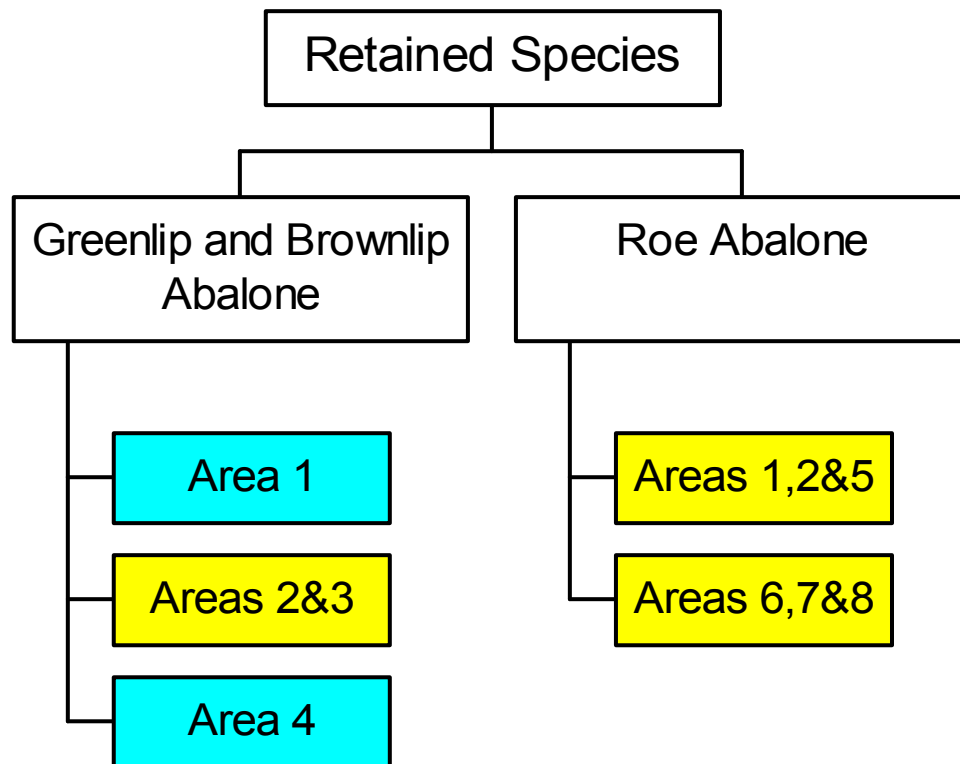 Retained Species
Greenlip and Brownlip
Abalone
Roe Abalone
Area 1
Areas 2&3
Area 4
Areas 1,2&5
Areas 6,7&8